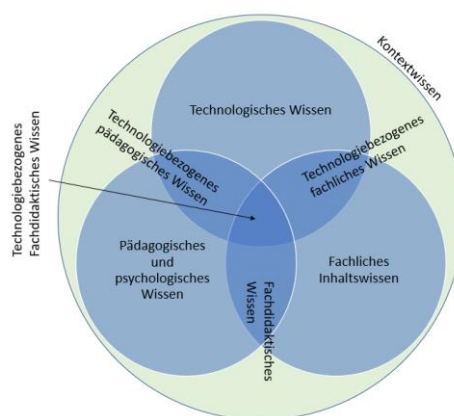 Kontextwissen
Technologisches Wissen
Technologiebezogenes
pädagogisches Wissen
Technologiebezogenes
fachliches Wissen
Technologiebezogenes
Fachdidaktisches Wissen
Pädagogisches
und
psychologisches
Wissen
Fachliches
Inhaltswissen
Fachdidaktisches
Wissen